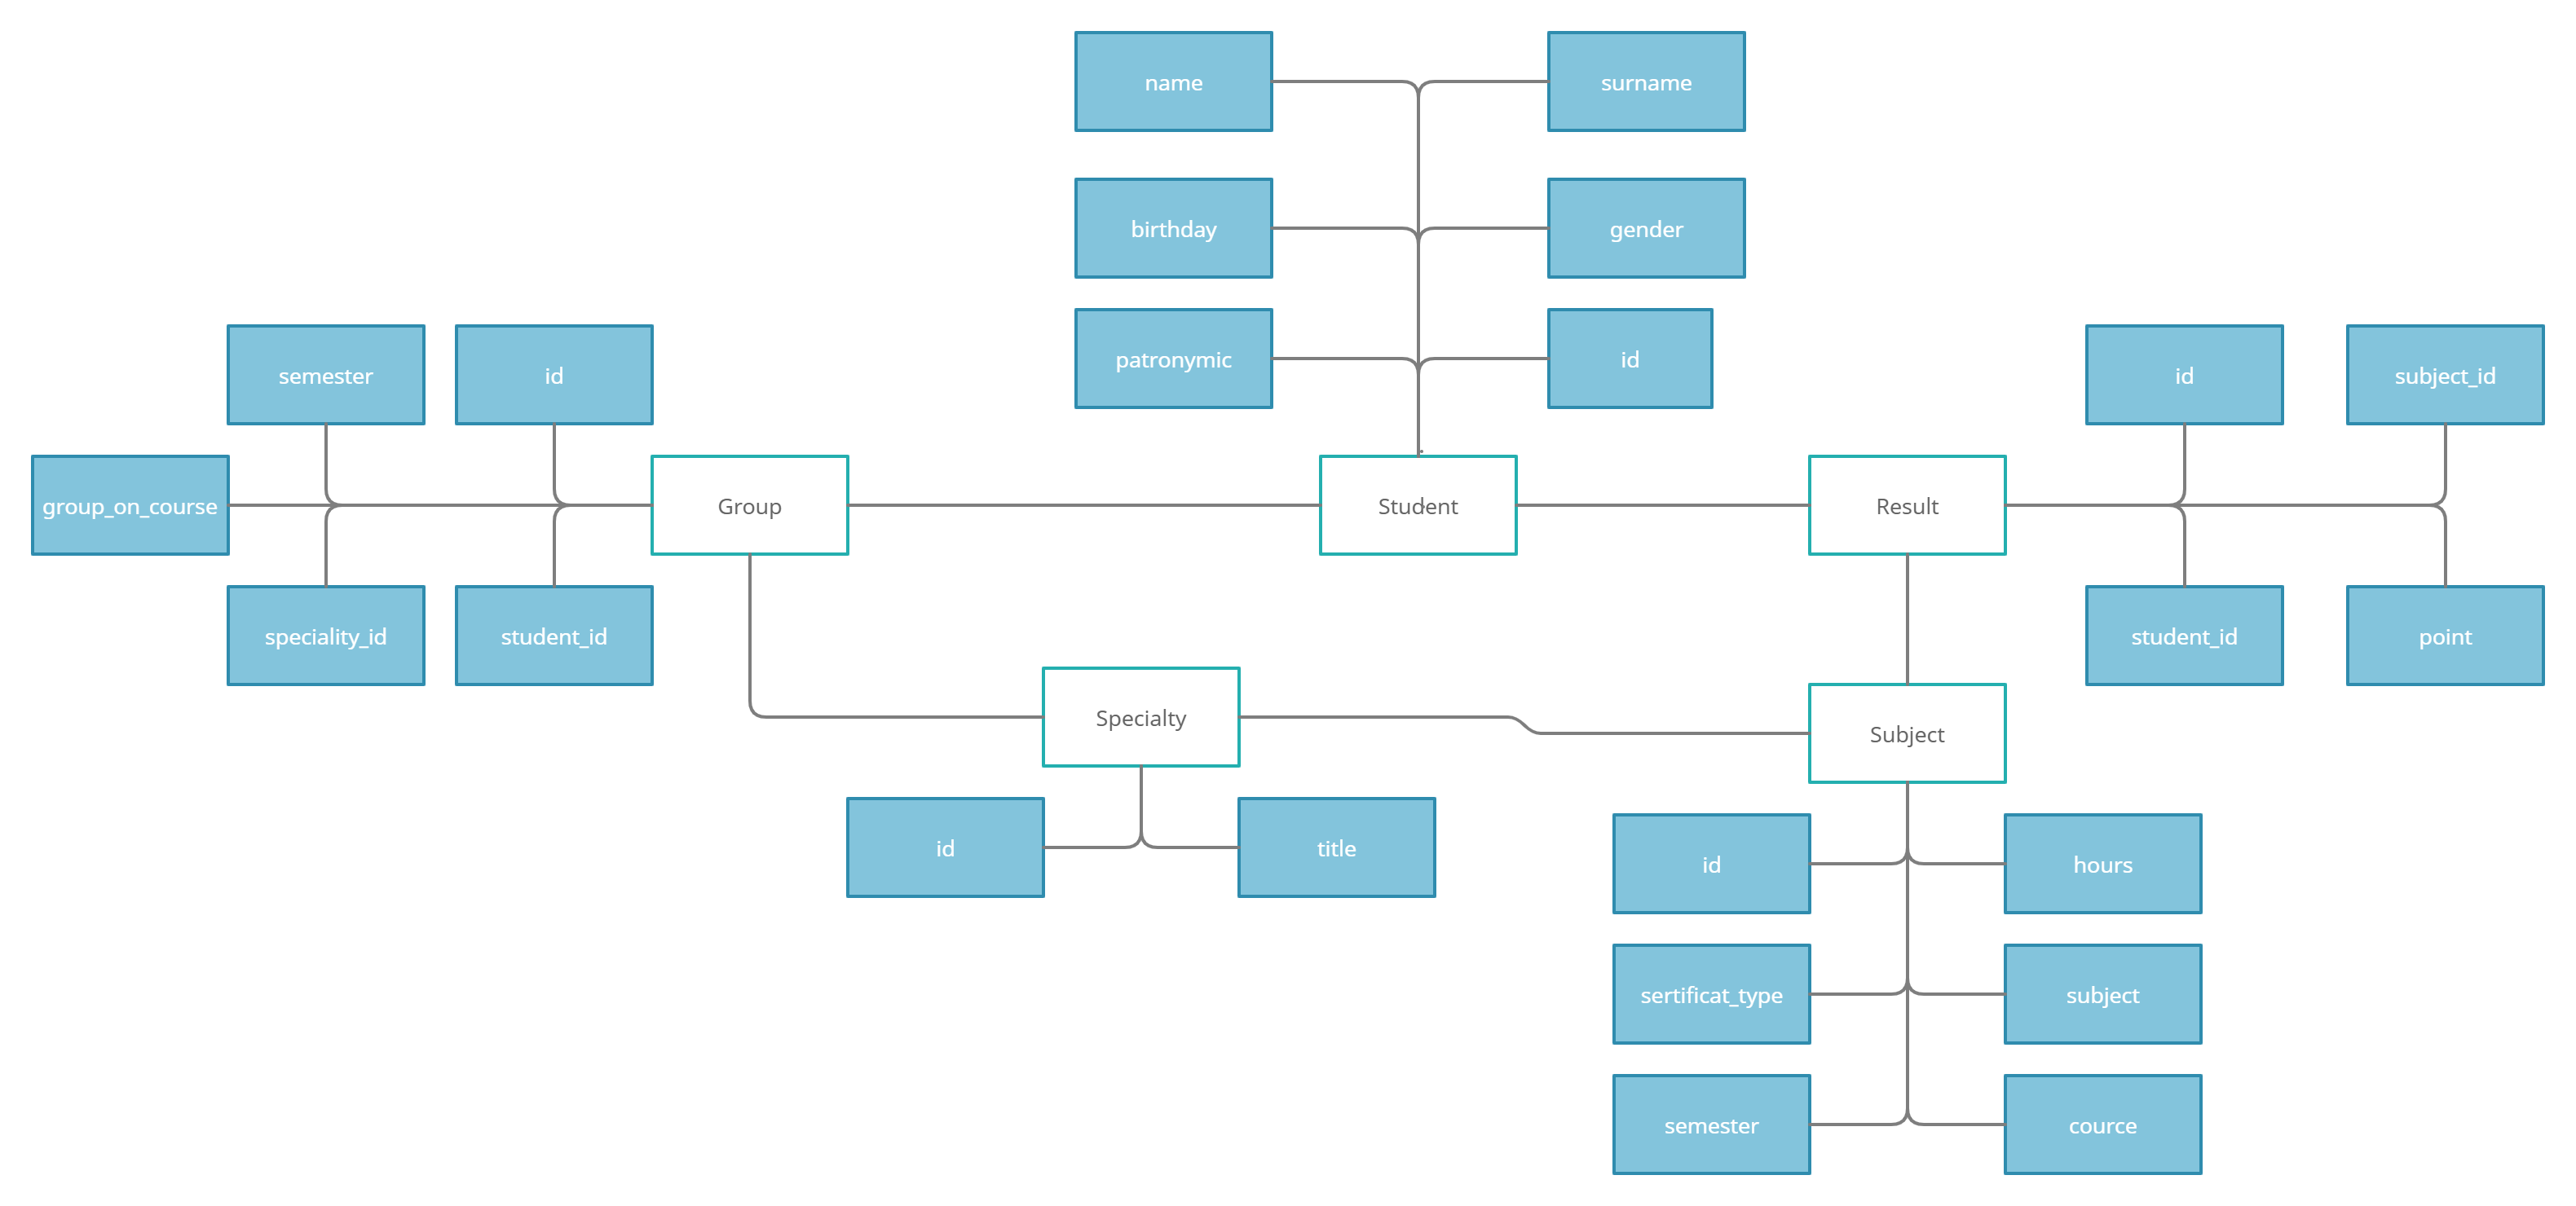 name
surname
birthday
gender
patronymic
id
semester
id
id
subject_id
group_on_course
Group
Student
Result
speciality_id
student_id
student_id
point
Specialty
Subject
id
title
id
hours
sertificat_type
subject
semester
cource